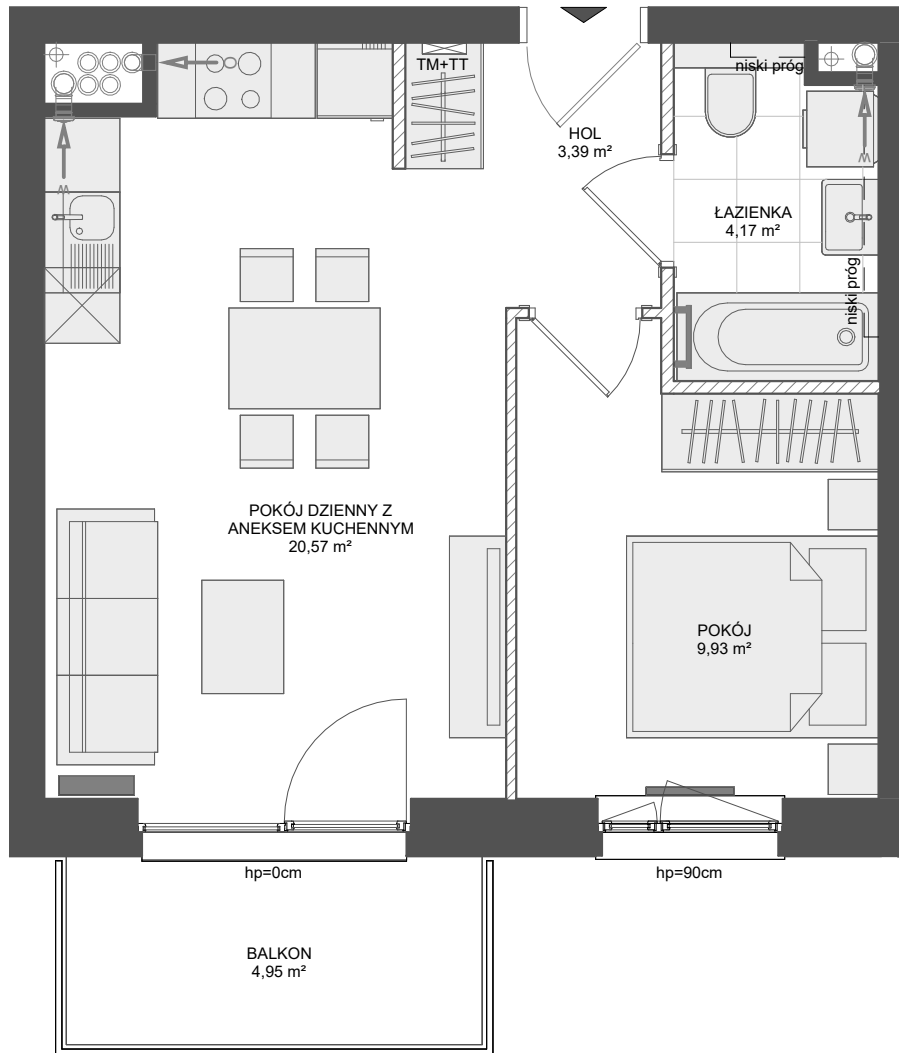 TM+TT
niski próg
HOL
3,39 m²
ŁAZIENKA
4,17 m²
niski próg
POKÓJ DZIENNY Z
ANEKSEM KUCHENNYM
20,57 m²
POKÓJ
9,93 m²
hp=0cm
hp=90cm
BALKON
4,95 m²